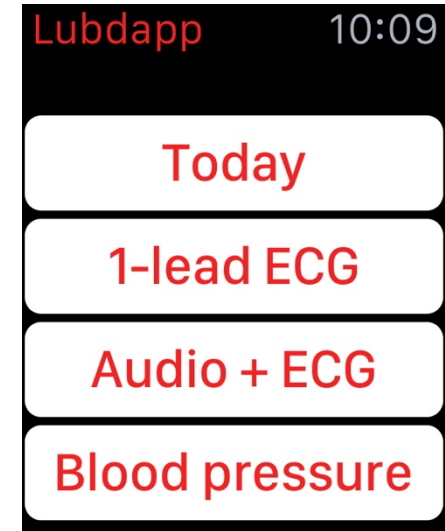 Lubdapp 10:09
Today
1-lead ECG
Audio + ECG
Blood pressure